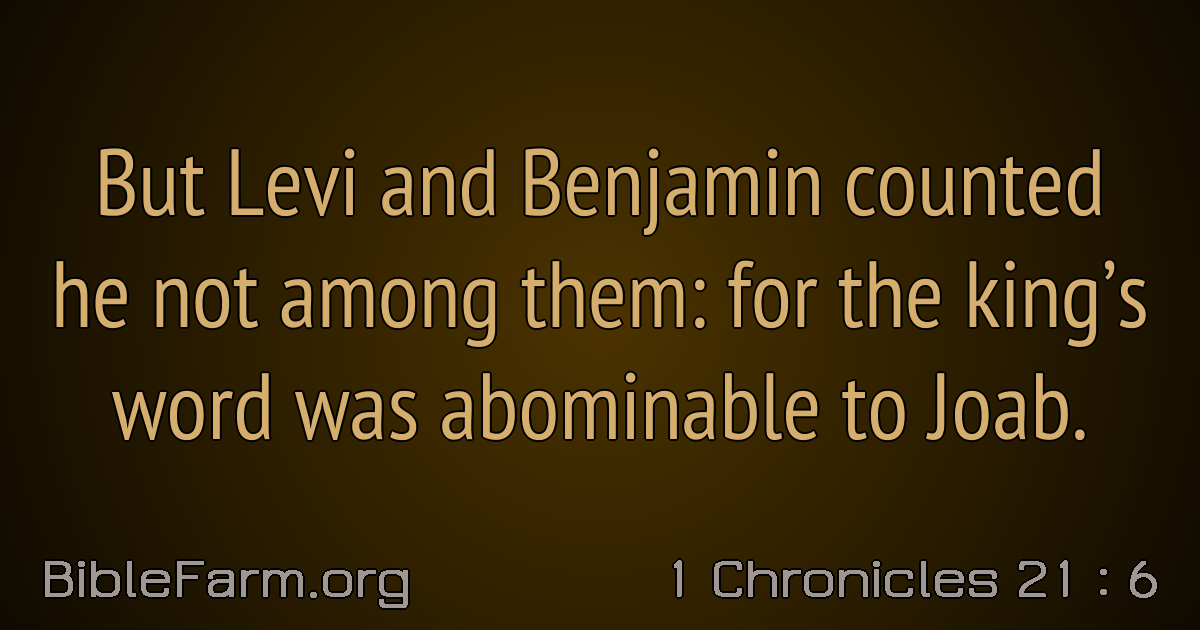 But Levi and Benjamin counted
he not among them: for the king’s
word was abominable to Joab.
BibleFarm.org
1 Chronicles 21 : 6